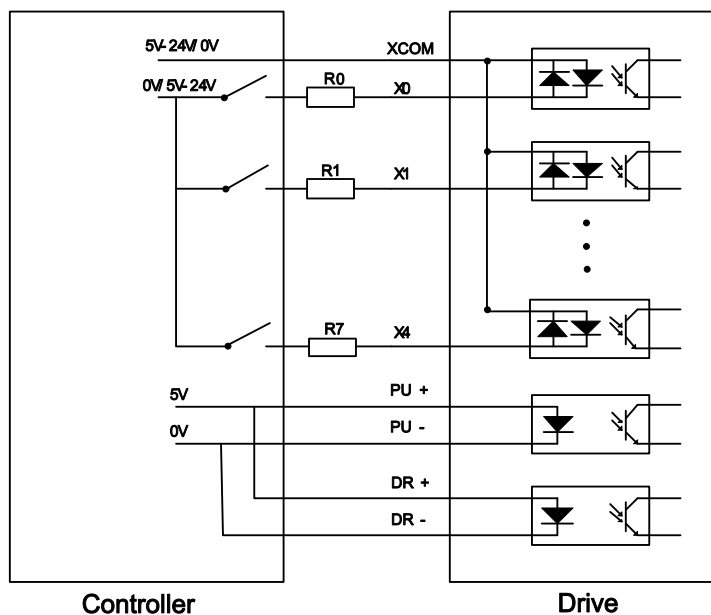 5V-24V/0V
XCOM
0V/5V-24V
R0
X0
R1
X1
R7
X4
5V
PU +
0V
PU -
DR +
DR -
Controller
Drive